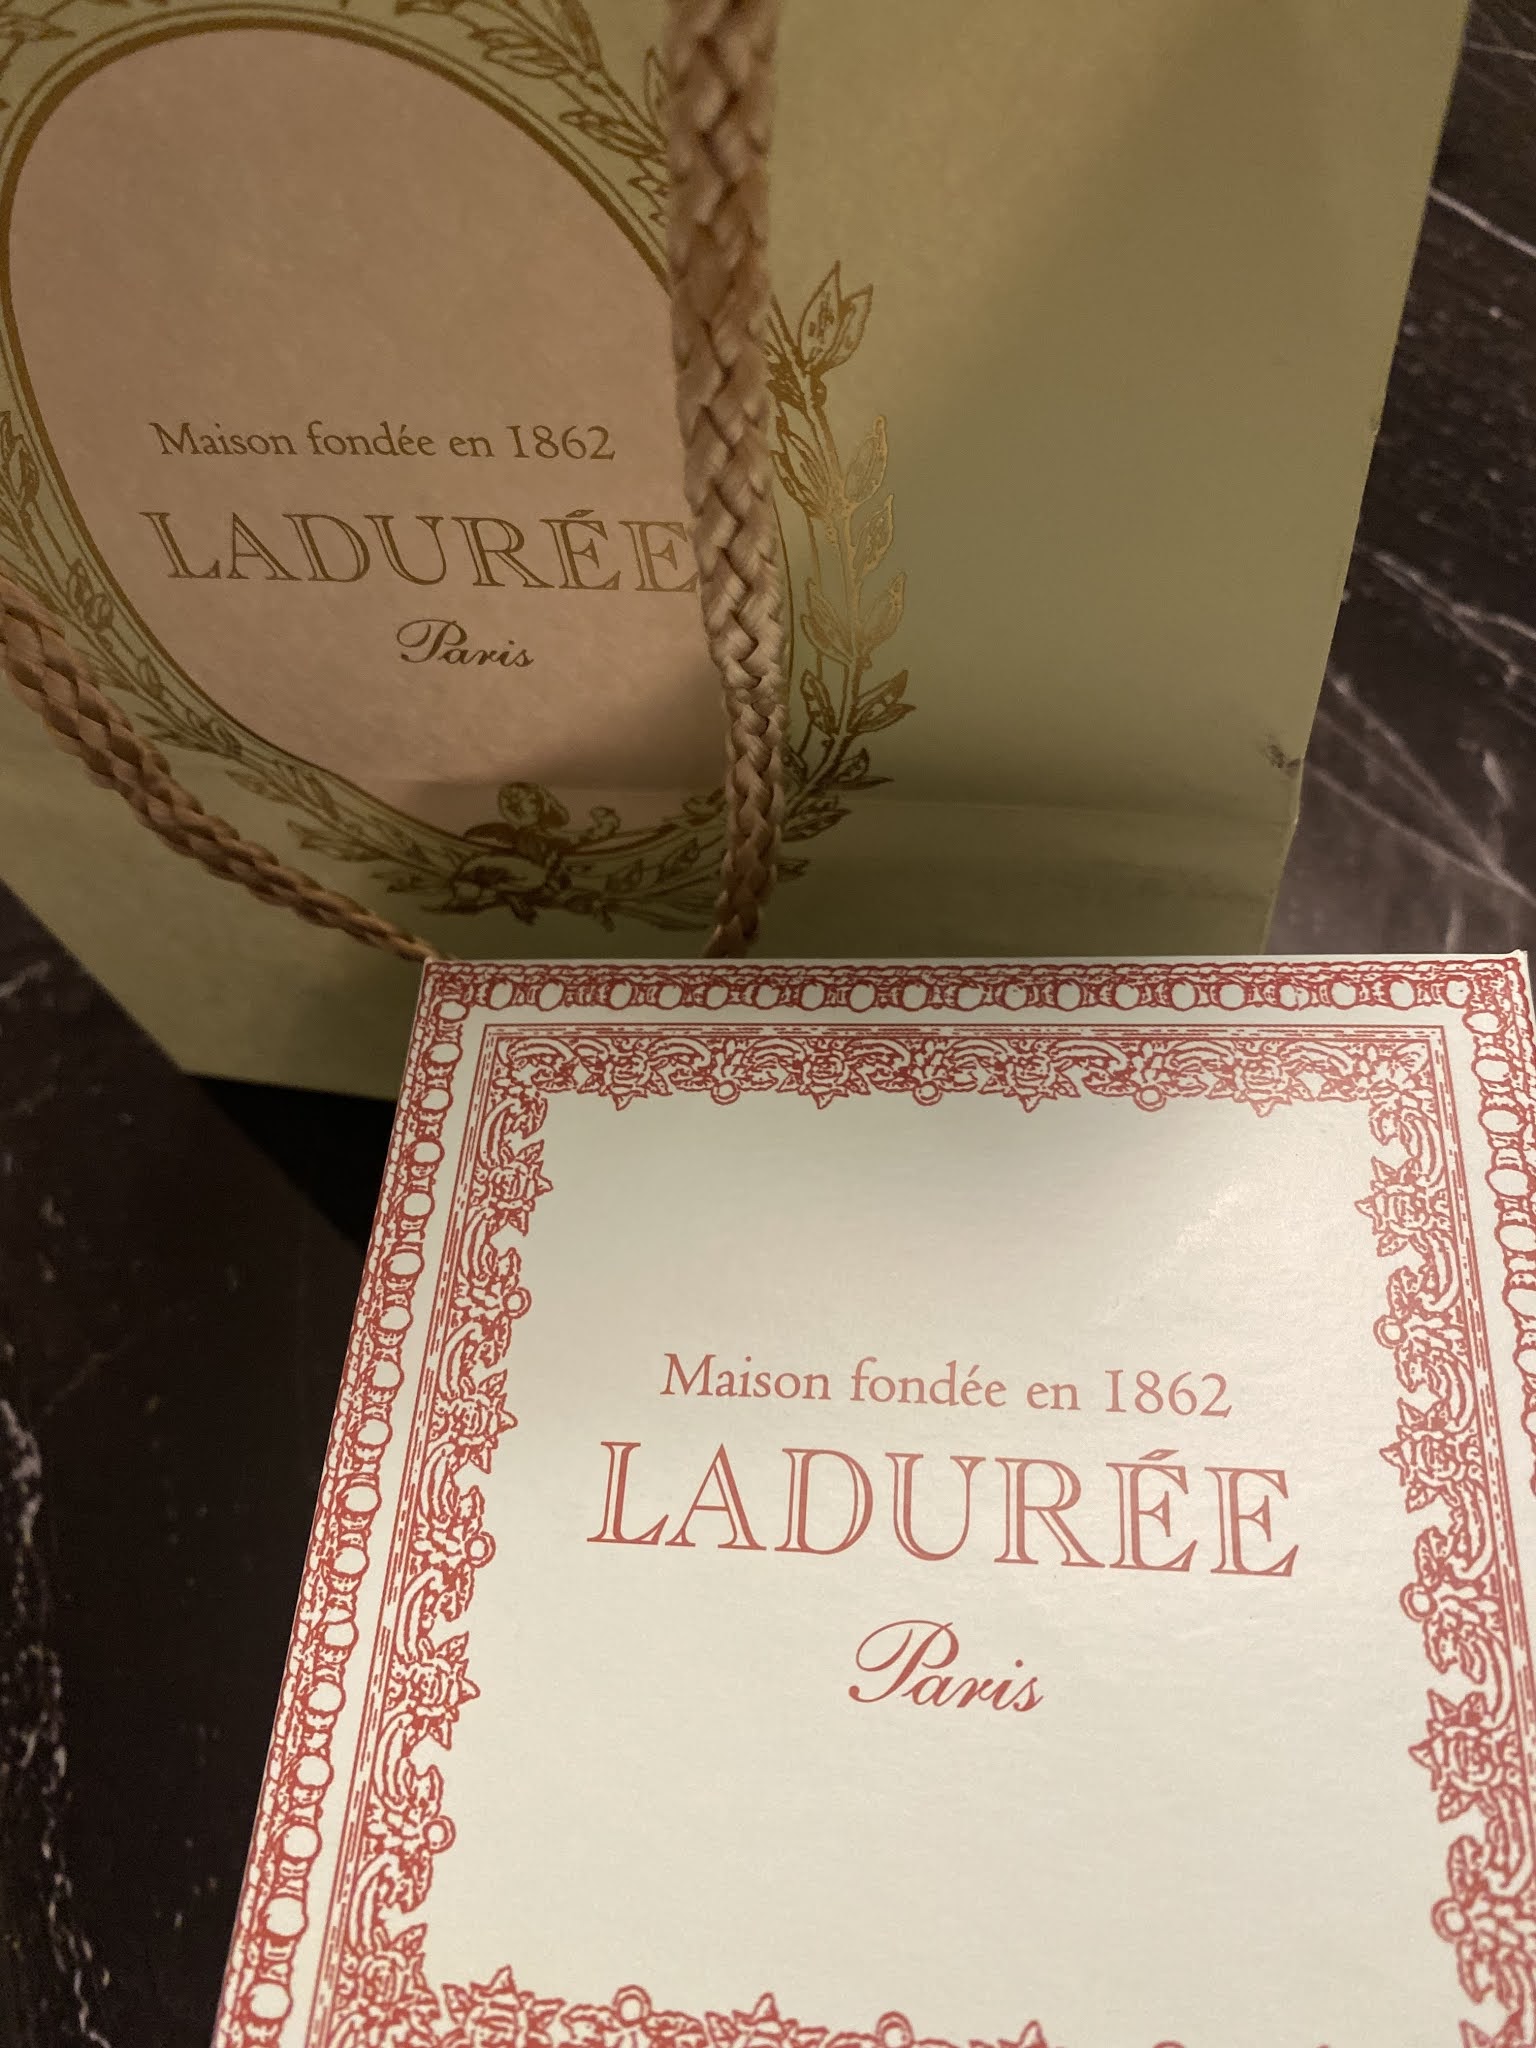 Maison fondée en 1862
LADURÉE
Paris
Maison fondée en 1862
LADURÉE
Paris